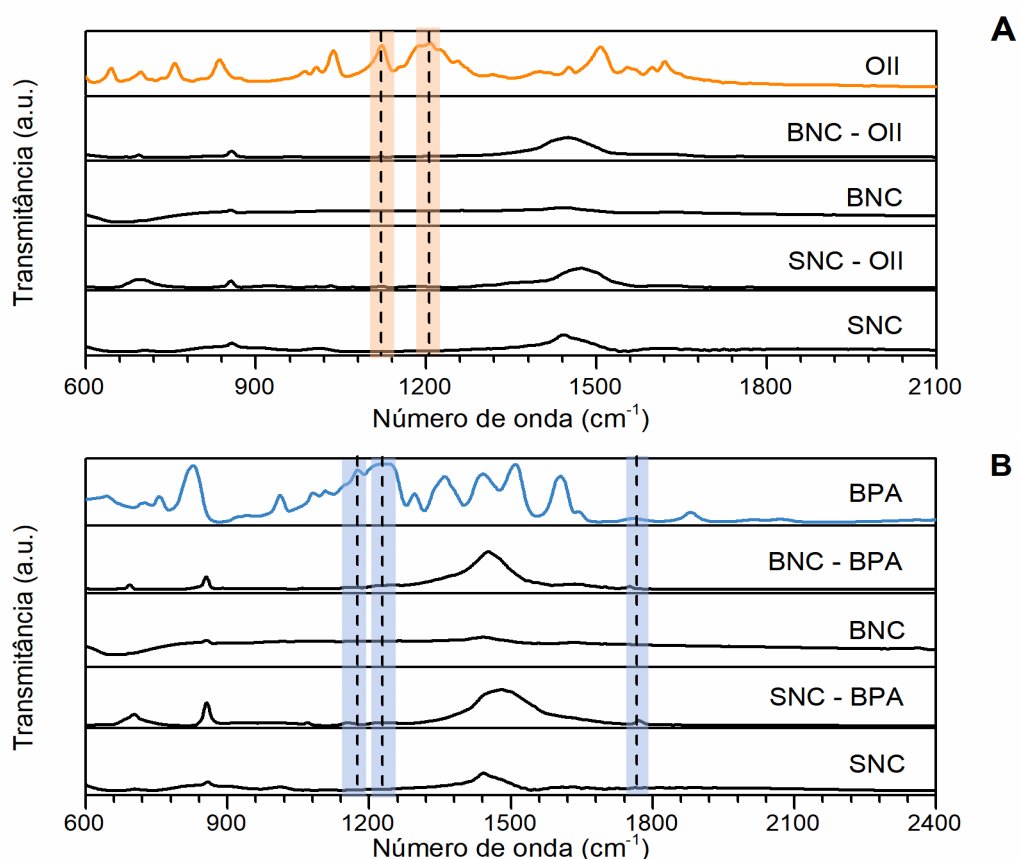 A
Transmitância (a.u.)
OII
BNC - OII
BNC
SNC - OII
SNC
600 900 1200 1500 1800 2100
Número de onda (cm⁻¹)
B
Transmitância (a.u.)
BPA
BNC - BPA
BNC
SNC - BPA
SNC
600 900 1200 1500 1800 2100 2400
Número de onda (cm⁻¹)